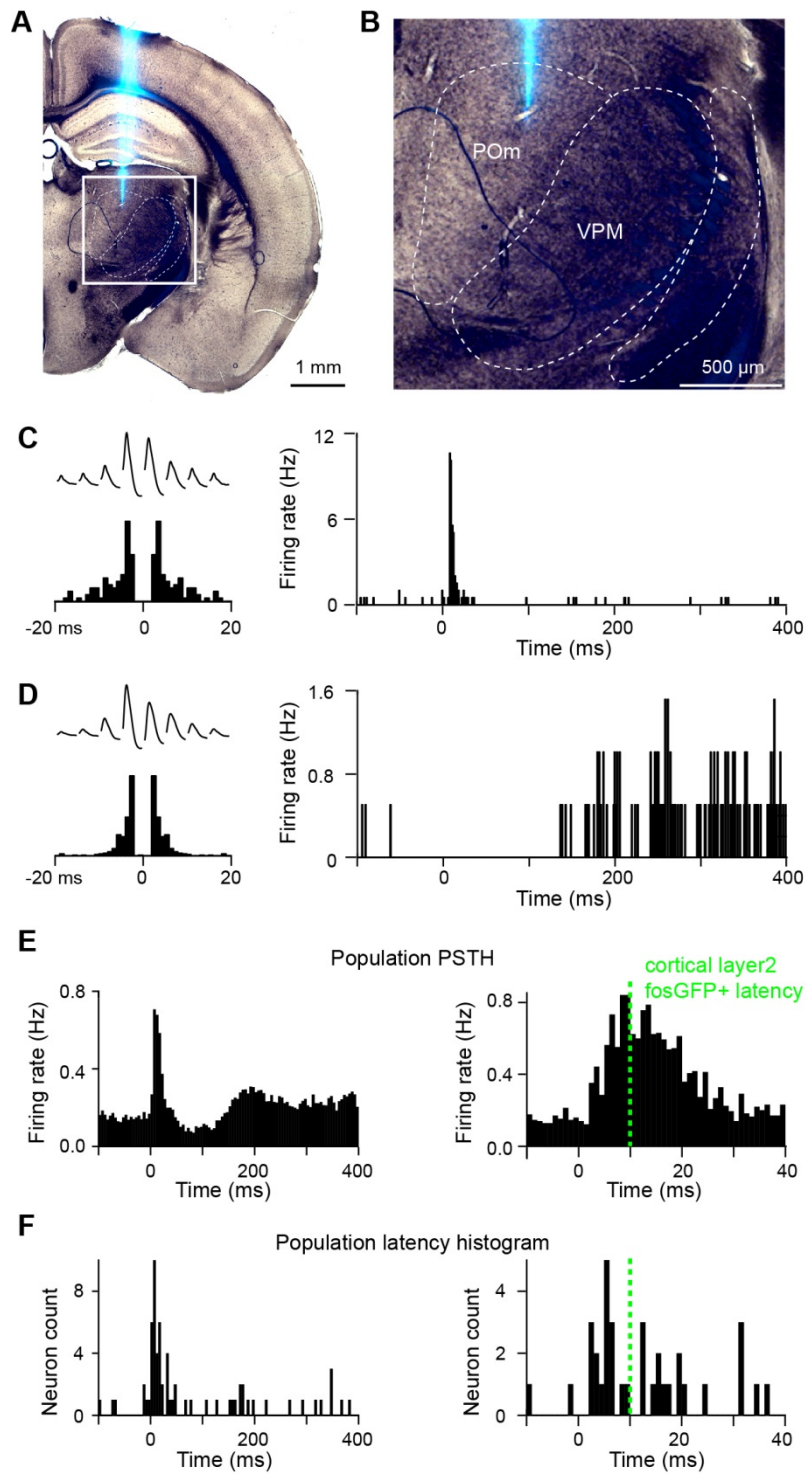 A
B
POm
VPM
1 mm
500 µm
C
12
6
0
Firing rate (Hz)
-20 ms 0 20
0 200 400
Time (ms)
D
1.6
0.8
0
Firing rate (Hz)
-20 ms 0 20
0 200 400
Time (ms)
E
Population PSTH
cortical layer2
fosGFP+ latency
0.8
0.4
0.0
Firing rate (Hz)
0 200 400
Time (ms)
0.8
0.4
0.0
Firing rate (Hz)
0 20 40
Time (ms)
F
Population latency histogram
8
4
0
Neuron count
0 200 400
Time (ms)
4
2
0
Neuron count
0 20 40
Time (ms)